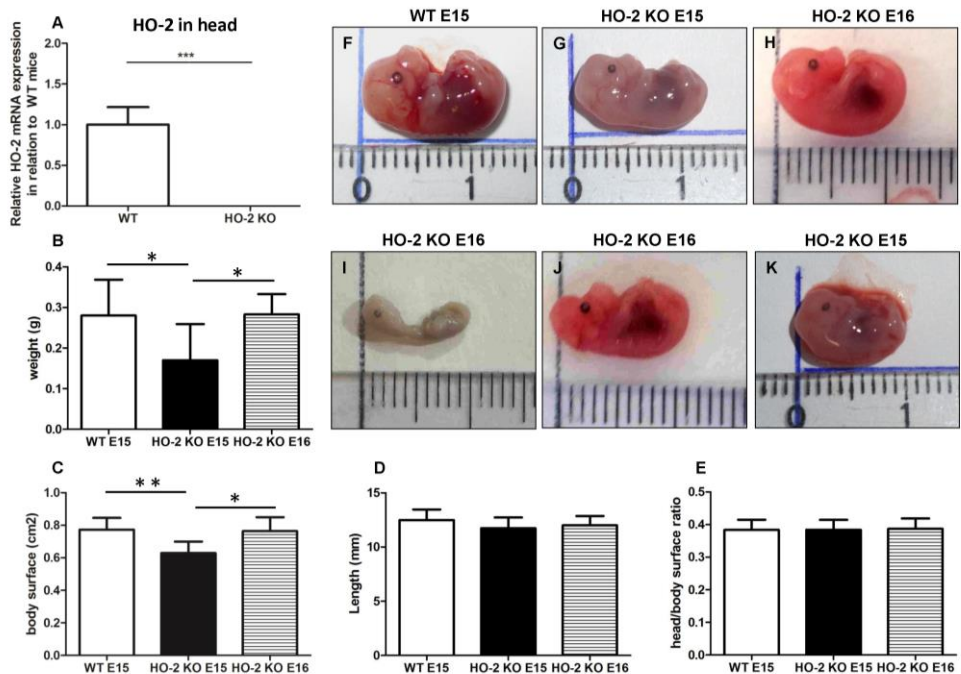 A
HO-2 in head
Relative HO-2 mRNA expression
in relation to WT mice
2.0
1.5
1.0
0.5
0.0
***
WT
HO-2 KO
WT E15
F
0
1
HO-2 KO E15
G
0
1
HO-2 KO E16
H
B
weight (g)
0.4
0.3
0.2
0.1
0.0
*
*
WT E15
HO-2 KO E15
HO-2 KO E16
HO-2 KO E16
I
HO-2 KO E16
J
HO-2 KO E15
K
0
1
C
body surface (cm2)
1.0
0.8
0.6
0.4
0.2
0.0
**
*
WT E15
HO-2 KO E15
HO-2 KO E16
D
Length (mm)
15
10
5
0
WT E15
HO-2 KO E15
HO-2 KO E16
E
head/body surface ratio
0.5
0.4
0.3
0.2
0.1
0.0
WT E15
HO-2 KO E15
HO-2 KO E16